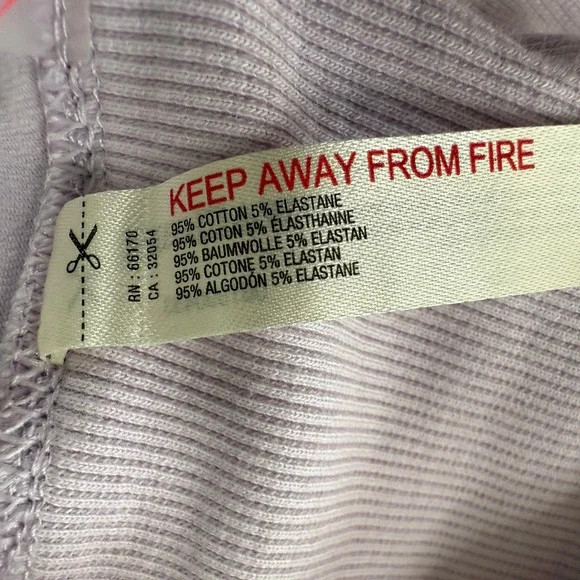 KEEP AWAY FROM FIRE
95% COTTON 5% ELASTANE
95% COTON 5% ÉLASTHANNE
95% BAUMWOLLE 5% ELASTAN
95% COTONE 5% ELASTAN
95% ALGODÓN 5% ELASTANE
RN : 66170
CA : 32054